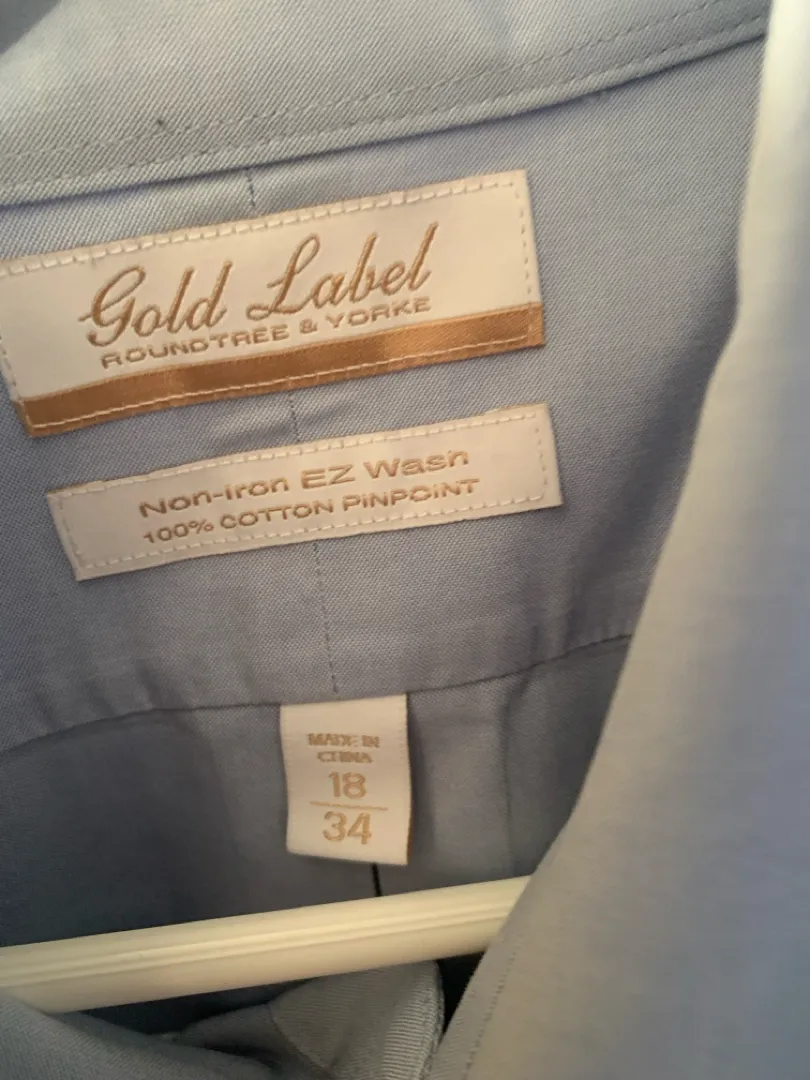 Gold Label
ROUNDTREE & YORKE
Non-Iron EZ Wash
100% COTTON PINPOINT
MADE IN
CHINA
18
34